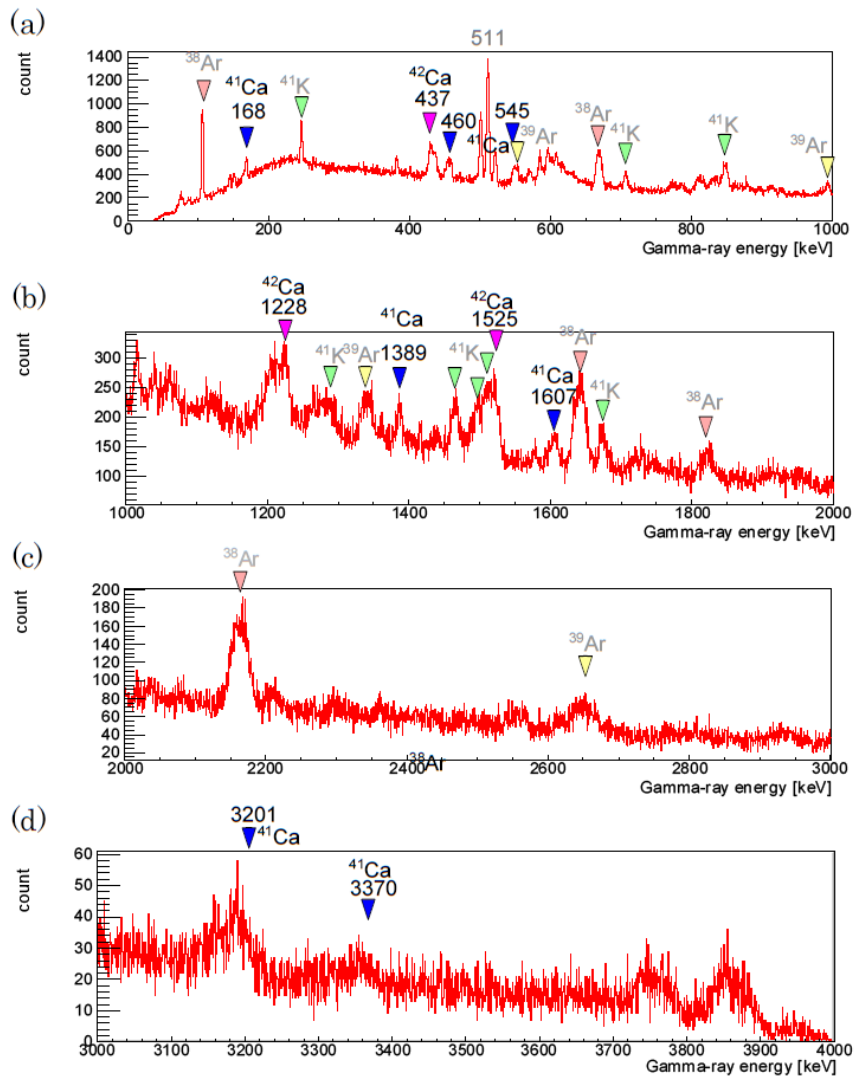 (a)
511
count
1400
1200
1000
800
600
400
200
0
³⁸Ar
⁴¹Ca
168
⁴¹K
⁴²Ca
437
460
⁴¹Ca
545
³⁹Ar
³⁸Ar
⁴¹K
⁴¹K
³⁹Ar
0 200 400 600 800 1000
Gamma-ray energy [keV]
(b)
count
300
250
200
150
100
⁴²Ca
1228
⁴¹K
³⁹Ar
⁴¹Ca
1389
⁴¹K
⁴²Ca
1525
⁴¹Ca
1607
³⁸Ar
⁴¹K
³⁸Ar
1000 1200 1400 1600 1800 2000
Gamma-ray energy [keV]
(c)
count
200
180
160
140
120
100
80
60
40
20
³⁸Ar
³⁹Ar
2000 2200 2400 2600 2800 3000
³⁸Ar
Gamma-ray energy [keV]
(d)
count
60
50
40
30
20
10
0
3201
⁴¹Ca
⁴¹Ca
3370
3000 3100 3200 3300 3400 3500 3600 3700 3800 3900 4000
Gamma-ray energy [keV]